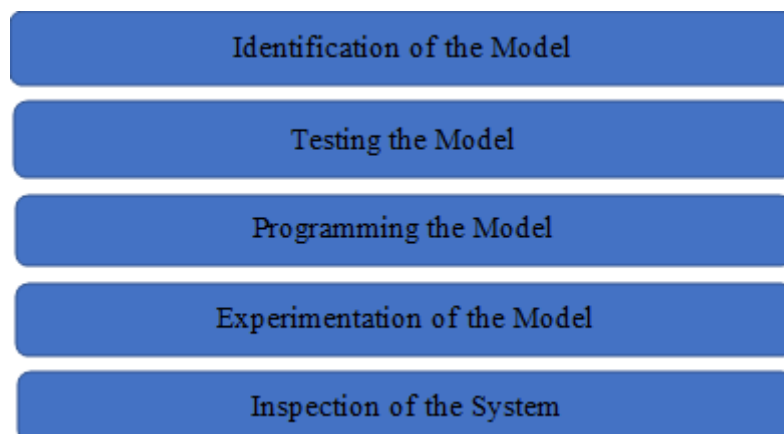 Identification of the Model
Testing the Model
Programming the Model
Experimentation of the Model
Inspection of the System